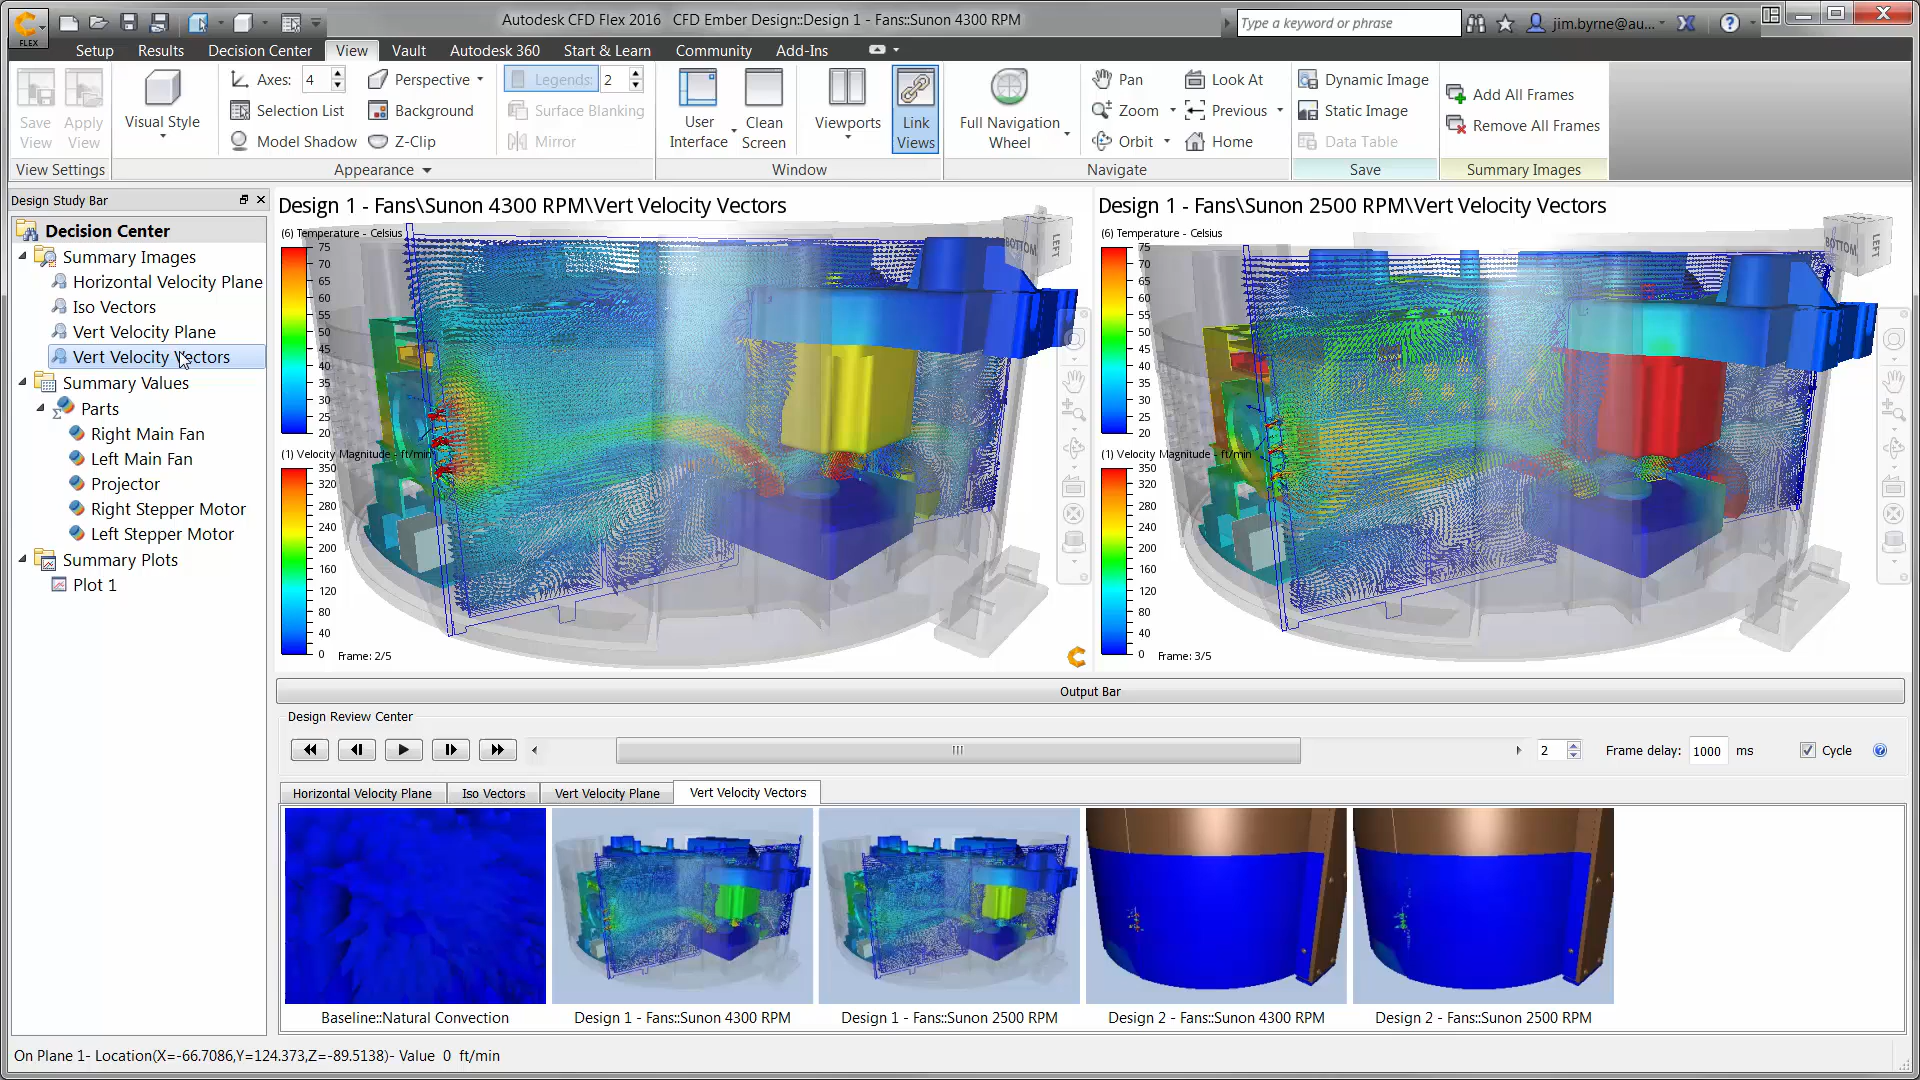 FLEX
Autodesk CFD Flex 2016 CFD Ember Design::Design 1 - Fans::Sunon 4300 RPM
Type a keyword or phrase
jim.byrne@au...
Setup Results Decision Center View Vault Autodesk 360 Start & Learn Community Add-Ins
Save View
Apply View
View Settings
Visual Style
Axes: 4
Selection List
Model Shadow
Perspective
Background
Z-Clip
Appearance
Legends: 2
Surface Blanking
Mirror
User Interface
Clean Screen
Viewports
Link Views
Window
Full Navigation Wheel
Pan
Zoom
Orbit
Look At
Previous
Home
Navigate
Dynamic Image
Static Image
Data Table
Save
Add All Frames
Remove All Frames
Summary Images
Design Study Bar
Decision Center
Summary Images
Horizontal Velocity Plane
Iso Vectors
Vert Velocity Plane
Vert Velocity Vectors
Summary Values
Parts
Right Main Fan
Left Main Fan
Projector
Right Stepper Motor
Left Stepper Motor
Summary Plots
Plot 1
Design 1 - Fans\Sunon 4300 RPM\Vert Velocity Vectors
(6) Temperature - Celsius
75
70
65
60
55
50
45
40
35
30
25
20
(1) Velocity Magnitude - ft/min
350
320
280
240
200
160
120
80
40
0
Frame: 2/5
BOTTOM
LEFT
Design 1 - Fans\Sunon 2500 RPM\Vert Velocity Vectors
(6) Temperature - Celsius
75
70
65
60
55
50
45
40
35
30
25
20
(1) Velocity Magnitude - ft/min
350
320
280
240
200
160
120
80
40
0
Frame: 3/5
BOTTOM
LEFT
Output Bar
Design Review Center
2
Frame delay: 1000 ms
Cycle
Horizontal Velocity Plane
Iso Vectors
Vert Velocity Plane
Vert Velocity Vectors
Baseline::Natural Convection
Design 1 - Fans::Sunon 4300 RPM
Design 1 - Fans::Sunon 2500 RPM
Design 2 - Fans::Sunon 4300 RPM
Design 2 - Fans::Sunon 2500 RPM
On Plane 1- Location(X=-66.7086,Y=124.373,Z=-89.5138)- Value 0 ft/min